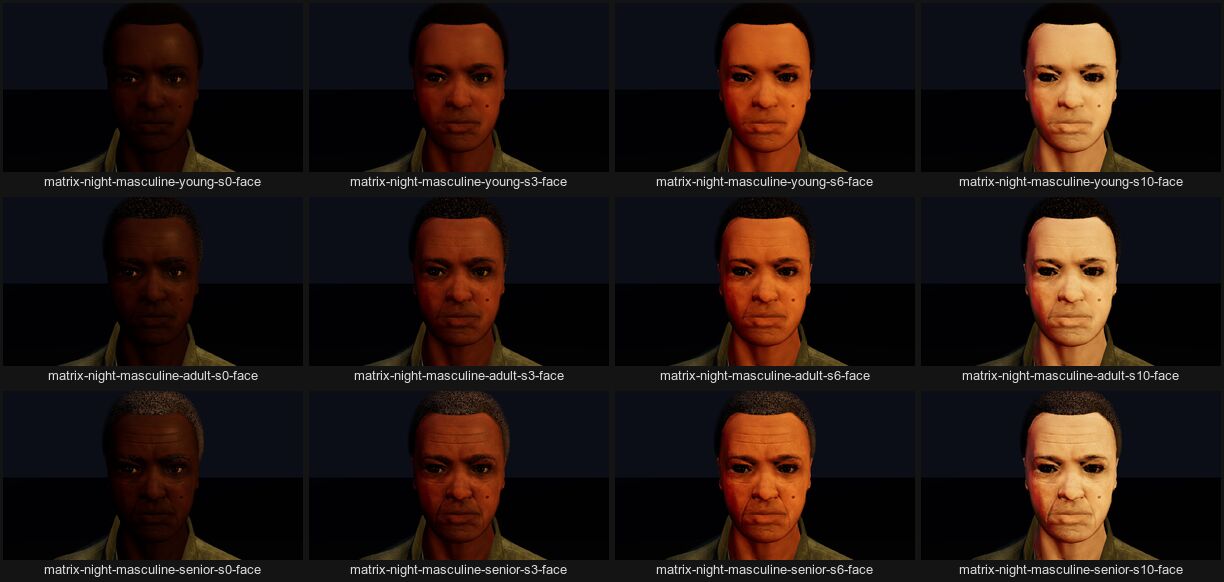 matrix-night-masculine-young-s0-face
matrix-night-masculine-young-s3-face
matrix-night-masculine-young-s6-face
matrix-night-masculine-young-s10-face
matrix-night-masculine-adult-s0-face
matrix-night-masculine-adult-s3-face
matrix-night-masculine-adult-s6-face
matrix-night-masculine-adult-s10-face
matrix-night-masculine-senior-s0-face
matrix-night-masculine-senior-s3-face
matrix-night-masculine-senior-s6-face
matrix-night-masculine-senior-s10-face